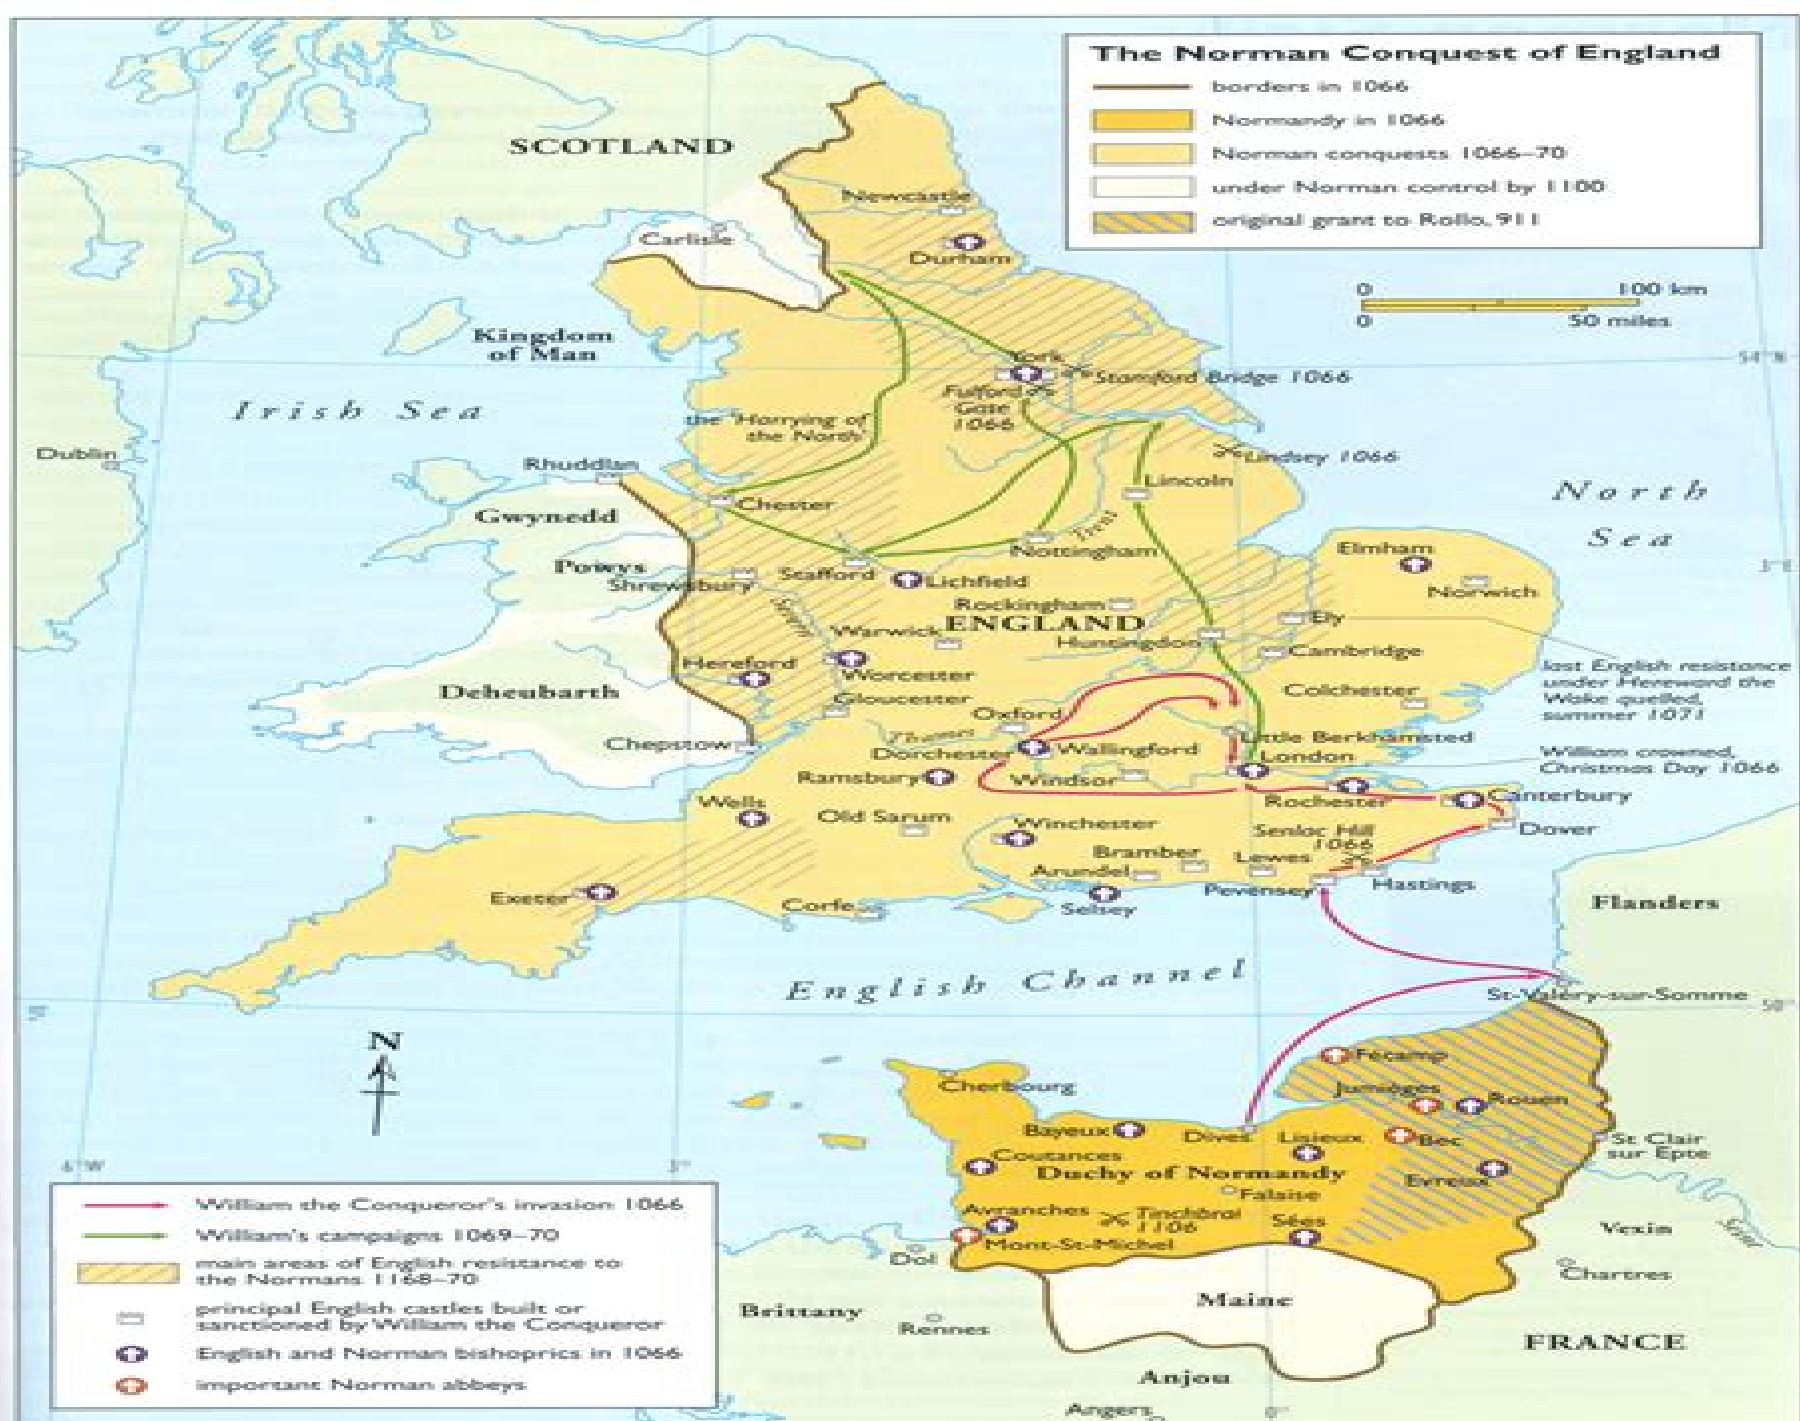 The Norman Conquest of England
borders in 1066
Normandy in 1066
Norman conquests 1066–70
under Norman control by 1100
original grant to Rollo, 911
0 100 km
0 50 miles
SCOTLAND
Newcastle
Carlisle
Durham
Kingdom
of Man
54°N
York
Stamford Bridge 1066
Fulford
Gate
1066
Irish Sea
the 'Harrying of
the North'
Dublin
Lindsey 1066
Rhuddlan
Lincoln
North
Sea
Chester
Gwynedd
Trent
Nottingham
Elmham
Powys
Shrewsbury
Stafford
Lichfield
Norwich
3°E
Severn
Rockingham
ENGLAND
Ely
Warwick
Huntingdon
Cambridge
Hereford
Worcester
last English resistance
under Hereward the
Wake quelled,
summer 1071
Deheubarth
Gloucester
Colchester
Oxford
Chepstow
Thames
Dorchester
Wallingford
Little Berkhamsted
London
William crowned,
Christmas Day 1066
Ramsbury
Windsor
Rochester
Canterbury
Wells
Old Sarum
Winchester
Senlac Hill
1066
Dover
Bramber
Lewes
Arundel
Pevensey
Hastings
Exeter
Corfe
Selsey
Flanders
English Channel
St-Valéry-sur-Somme
50°
N
Fécamp
Cherbourg
Jumièges
Rouen
Bayeux
Dives
Lisieux
Bec
St Clair
sur Epte
Coutances
Duchy of Normandy
Evreux
6°W
3°
Falaise
Avranches
Tinchbrai
1106
Sées
Vexin
Mont-St-Michel
Dol
Chartres
Maine
Brittany
Rennes
FRANCE
Anjou
Angers
0°
William the Conqueror's invasion 1066
William's campaigns 1069–70
main areas of English resistance to
the Normans 1168–70
principal English castles built or
sanctioned by William the Conqueror
English and Norman bishoprics in 1066
important Norman abbeys